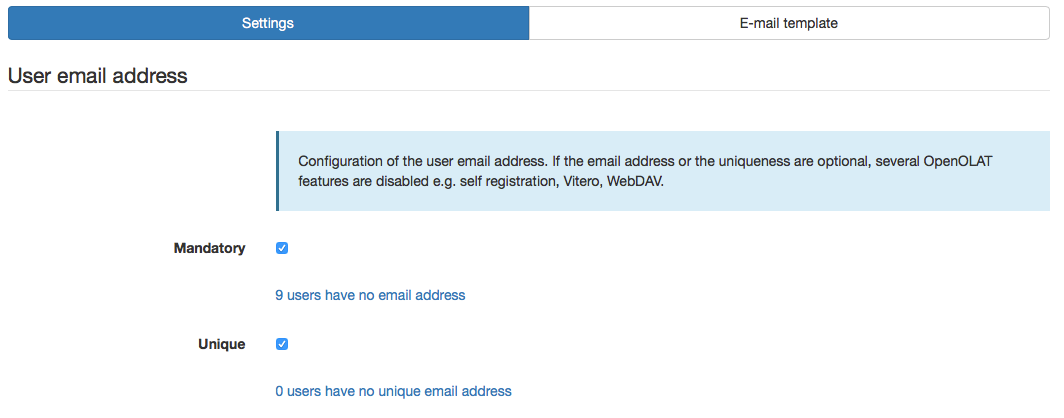 Settings
E-mail template
User email address
Configuration of the user email address. If the email address or the uniqueness are optional, several OpenOLAT
features are disabled e.g. self registration, Vitero, WebDAV.
Mandatory
9 users have no email address
Unique
0 users have no unique email address